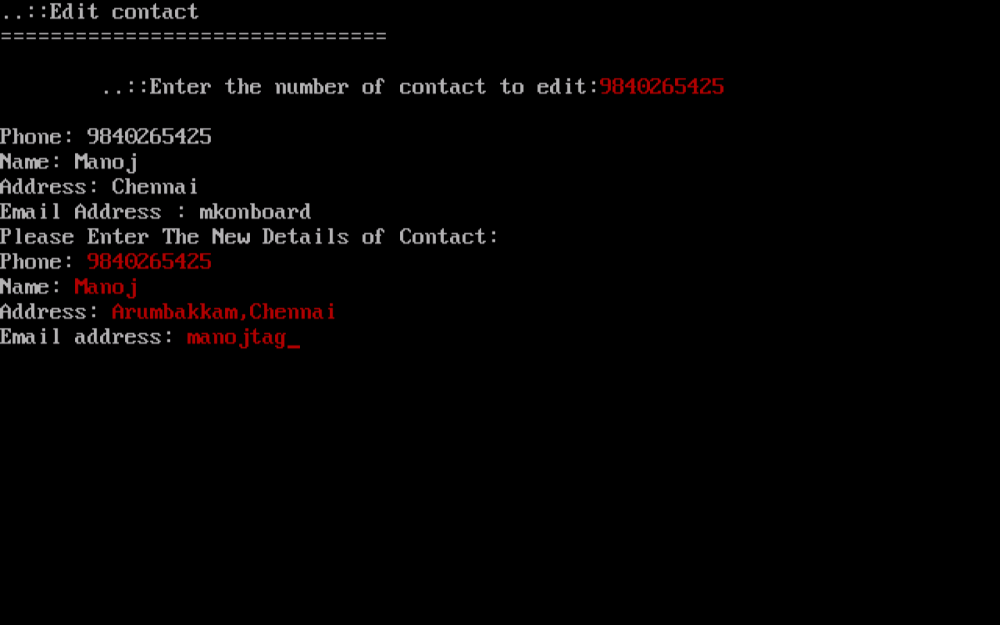 ..::Edit contact
===============================
..::Enter the number of contact to edit:9840265425
Phone: 9840265425
Name: Manoj
Address: Chennai
Email Address : mkonboard
Please Enter The New Details of Contact:
Phone: 9840265425
Name: Manoj
Address: Arumbakkam,Chennai
Email address: manojtag_